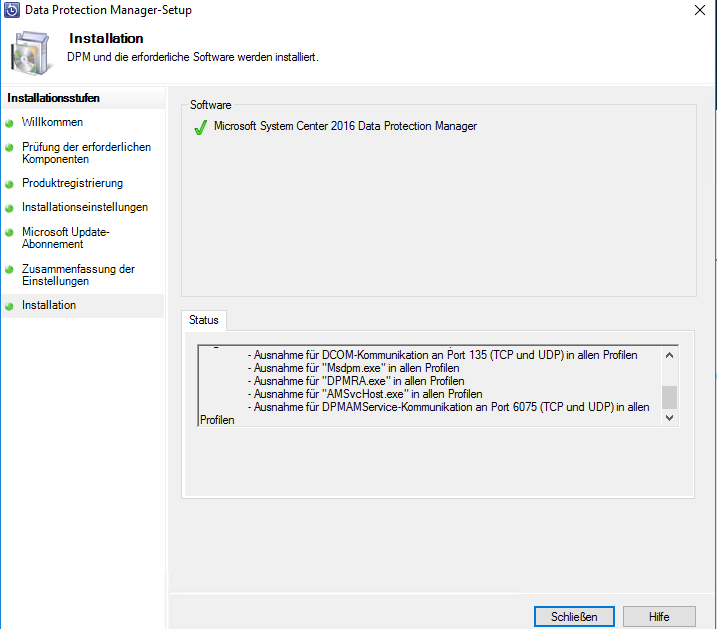 Data Protection Manager-Setup
Installation
DPM und die erforderliche Software werden installiert.
Installationsstufen
Willkommen
Prüfung der erforderlichen
Komponenten
Produktregistrierung
Installationseinstellungen
Microsoft Update-
Abonnement
Zusammenfassung der
Einstellungen
Installation
Software
Microsoft System Center 2016 Data Protection Manager
Status
- Ausnahme für DCOM-Kommunikation an Port 135 (TCP und UDP) in allen Profilen
- Ausnahme für "Msdpm.exe" in allen Profilen
- Ausnahme für "DPMRA.exe" in allen Profilen
- Ausnahme für "AMSvcHost.exe" in allen Profilen
- Ausnahme für DPMAMService-Kommunikation an Port 6075 (TCP und UDP) in allen
Profilen
Schließen
Hilfe